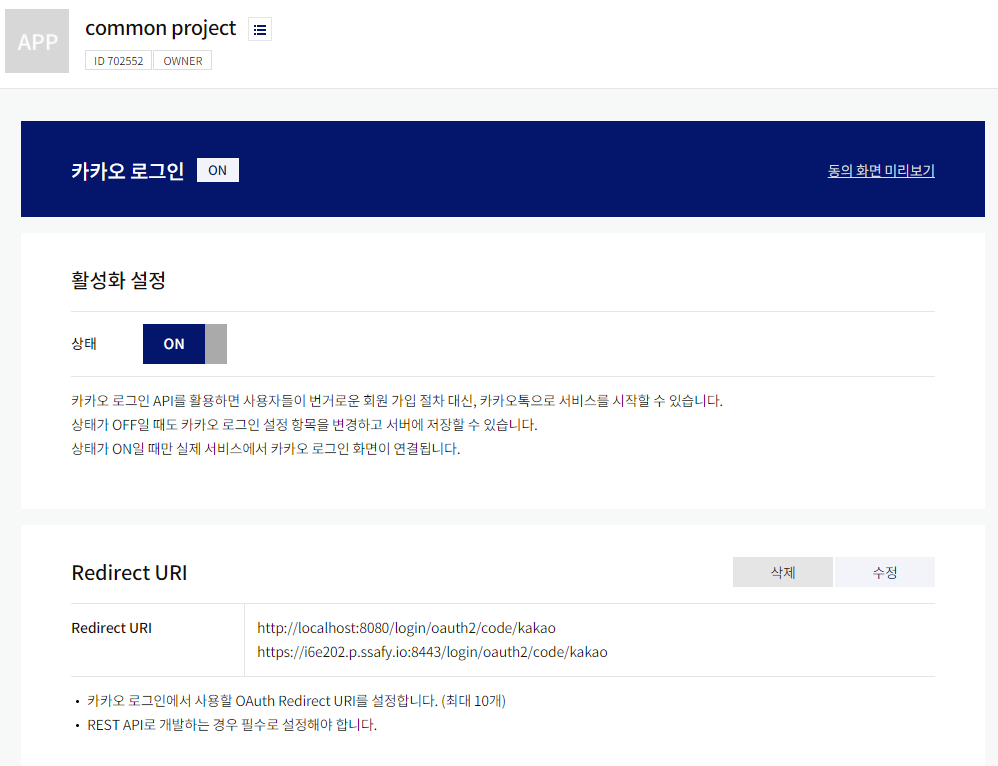 APP
common project
ID 702552 OWNER
카카오 로그인 ON 동의 화면 미리보기
활성화 설정
상태 ON
카카오 로그인 API를 활용하면 사용자들이 번거로운 회원 가입 절차 대신, 카카오톡으로 서비스를 시작할 수 있습니다.
상태가 OFF일 때도 카카오 로그인 설정 항목을 변경하고 서버에 저장할 수 있습니다.
상태가 ON일 때만 실제 서비스에서 카카오 로그인 화면이 연결됩니다.
Redirect URI 삭제 수정
Redirect URI http://localhost:8080/login/oauth2/code/kakao
https://i6e202.p.ssafy.io:8443/login/oauth2/code/kakao
• 카카오 로그인에서 사용할 OAuth Redirect URI를 설정합니다. (최대 10개)
• REST API로 개발하는 경우 필수로 설정해야 합니다.